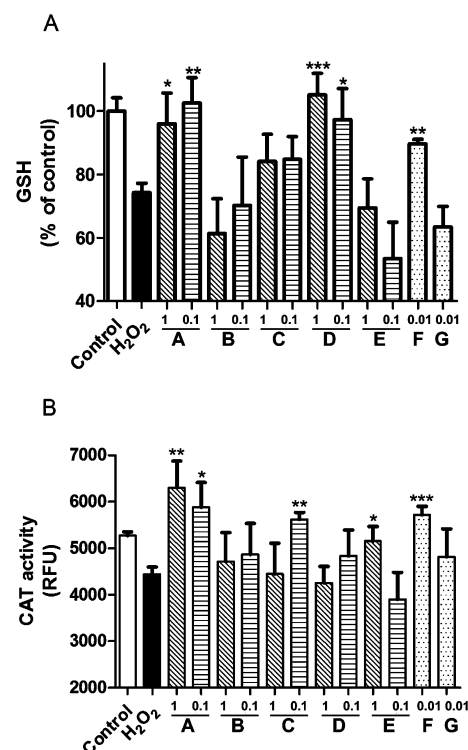 A
GSH
(% of control)
100
80
60
40
* ** *** * **
Control
H₂O₂
1 0.1 1 0.1 1 0.1 1 0.1 1 0.1 0.01 0.01
A B C D E F G
B
CAT activity
(RFU)
7000
6000
5000
4000
3000
2000
** * ** * ***
Control
H₂O₂
1 0.1 1 0.1 1 0.1 1 0.1 1 0.1 0.01 0.01
A B C D E F G